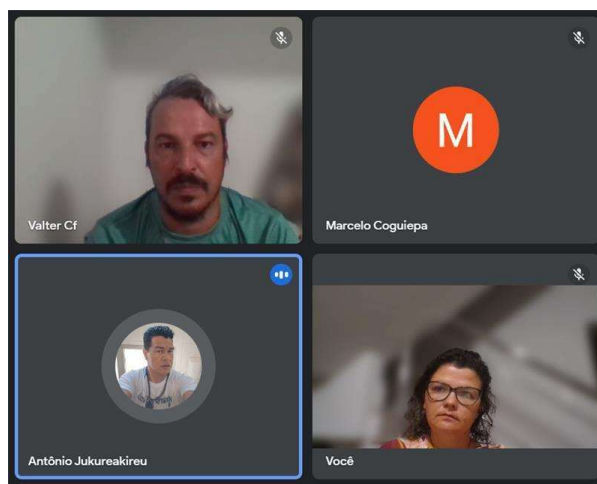 Valter Cf
M
Marcelo Coguiepa
Antônio Jukureakireu
Você